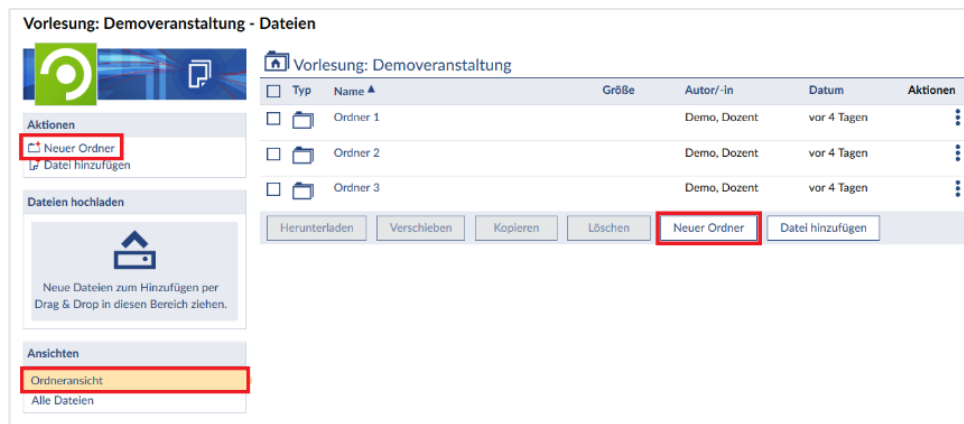 Vorlesung: Demoveranstaltung - Dateien
Aktionen
Neuer Ordner
Datei hinzufügen
Dateien hochladen
Neue Dateien zum Hinzufügen per
Drag & Drop in diesen Bereich ziehen.
Ansichten
Ordneransicht
Alle Dateien
Vorlesung: Demoveranstaltung
Typ Name Größe Autor/-in Datum Aktionen
Ordner 1 Demo, Dozent vor 4 Tagen
Ordner 2 Demo, Dozent vor 4 Tagen
Ordner 3 Demo, Dozent vor 4 Tagen
Herunterladen Verschieben Kopieren Löschen Neuer Ordner Datei hinzufügen